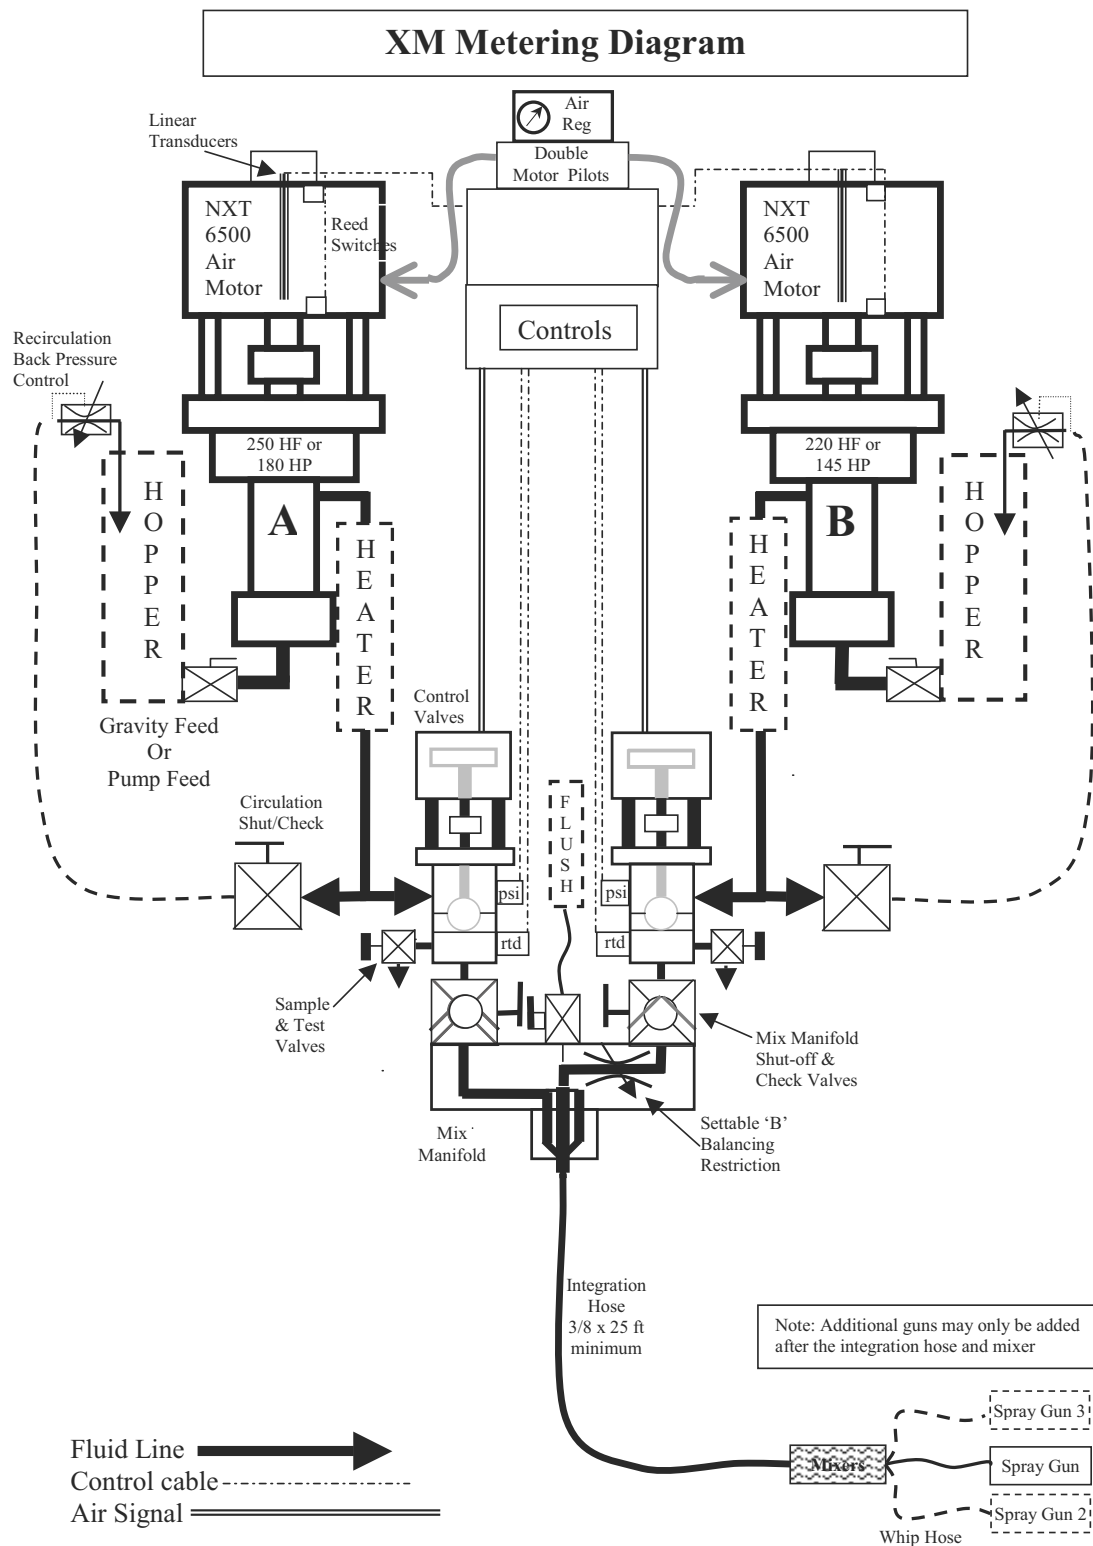 XM Metering Diagram
Air
Reg
Double
Motor Pilots
Linear
Transducers
NXT
6500
Air
Motor
Reed
Switches
NXT
6500
Air
Motor
Controls
Recirculation
Back Pressure
Control
250 HF or
180 HP
220 HF or
145 HP
A
B
HOPPER
HEATER
HEATER
HOPPER
Gravity Feed
Or
Pump Feed
Control
Valves
Circulation
Shut/Check
FLUSH
psi
psi
rtd
rtd
Sample
& Test
Valves
Mix Manifold
Shut-off &
Check Valves
Mix
Manifold
Settable ‘B’
Balancing
Restriction
Integration
Hose
3/8 x 25 ft
minimum
Note: Additional guns may only be added
after the integration hose and mixer
Spray Gun 3
Mixers
Spray Gun
Spray Gun 2
Whip Hose
Fluid Line
Control cable
Air Signal